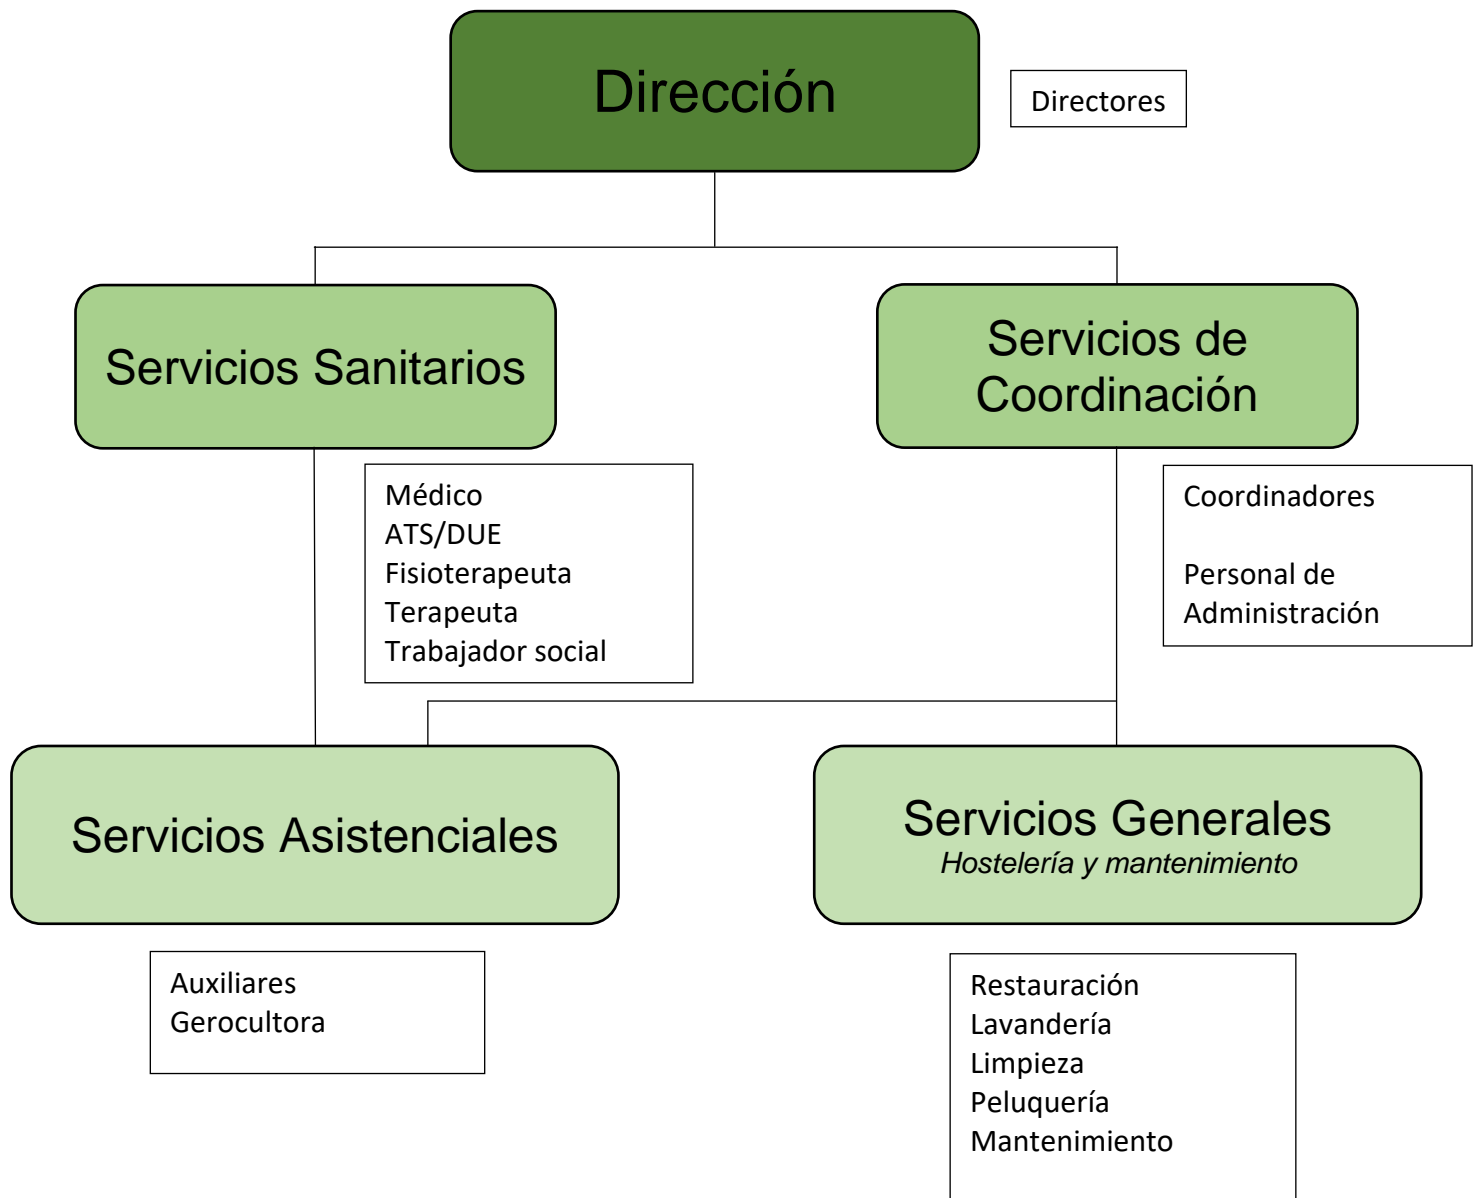 Dirección
Directores
Servicios Sanitarios
Servicios de
Coordinación
Médico
ATS/DUE
Fisioterapeuta
Terapeuta
Trabajador social
Coordinadores
Personal de
Administración
Servicios Asistenciales
Servicios Generales
Hostelería y mantenimiento
Auxiliares
Gerocultora
Restauración
Lavandería
Limpieza
Peluquería
Mantenimiento